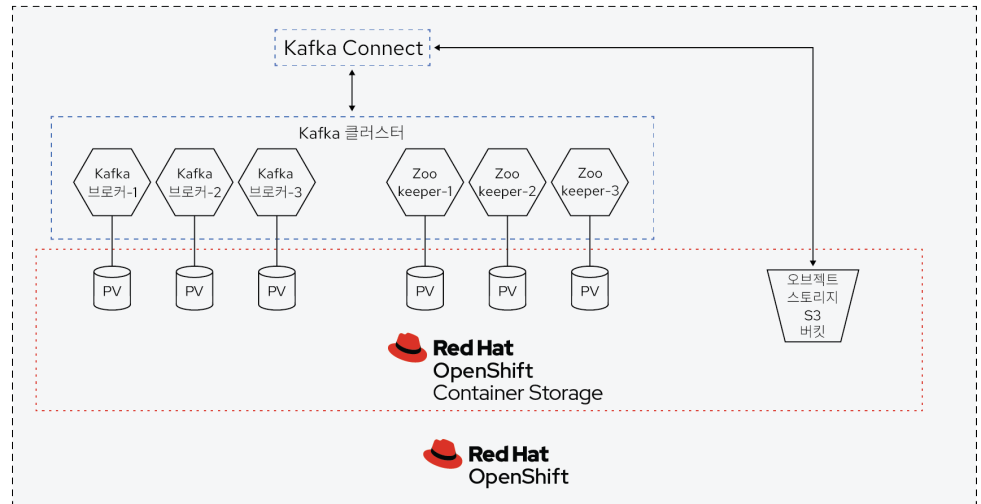 Kafka Connect
Kafka 클러스터
Kafka
브로커-1
Kafka
브로커-2
Kafka
브로커-3
Zoo
keeper-1
Zoo
keeper-2
Zoo
keeper-3
PV
PV
PV
PV
PV
PV
오브젝트
스토리지
S3
버킷
Red Hat
OpenShift
Container Storage
Red Hat
OpenShift